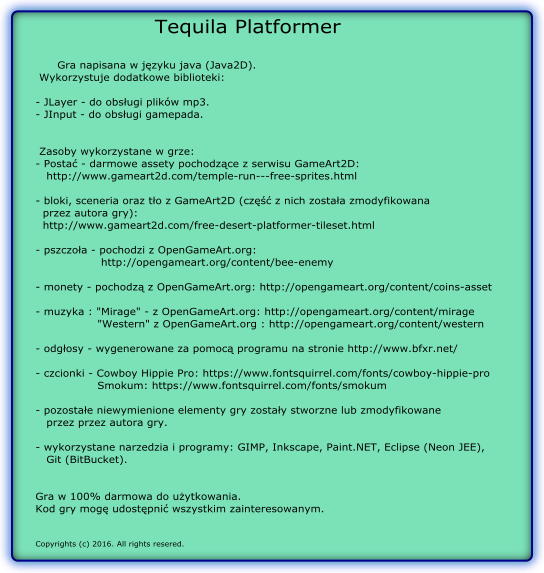 Tequila Platformer
Gra napisana w języku java (Java2D).
Wykorzystuje dodatkowe biblioteki:
- JLayer - do obsługi plików mp3.
- JInput - do obsługi gamepada.
Zasoby wykorzystane w grze:
- Postać - darmowe assety pochodzące z serwisu GameArt2D:
http://www.gameart2d.com/temple-run---free-sprites.html
- bloki, sceneria oraz tło z GameArt2D (część z nich została zmodyfikowana
przez autora gry):
http://www.gameart2d.com/free-desert-platformer-tileset.html
- pszczoła - pochodzi z OpenGameArt.org:
http://opengameart.org/content/bee-enemy
- monety - pochodzą z OpenGameArt.org: http://opengameart.org/content/coins-asset
- muzyka : "Mirage" - z OpenGameArt.org: http://opengameart.org/content/mirage
"Western" z OpenGameArt.org : http://opengameart.org/content/western
- odgłosy - wygenerowane za pomocą programu na stronie http://www.bfxr.net/
- czcionki - Cowboy Hippie Pro: https://www.fontsquirrel.com/fonts/cowboy-hippie-pro
Smokum: https://www.fontsquirrel.com/fonts/smokum
- pozostałe niewymienione elementy gry zostały stworzne lub zmodyfikowane
przez przez autora gry.
- wykorzystane narzedzia i programy: GIMP, Inkscape, Paint.NET, Eclipse (Neon JEE),
Git (BitBucket).
Gra w 100% darmowa do użytkowania.
Kod gry mogę udostępnić wszystkim zainteresowanym.
Copyrights (c) 2016. All rights resered.